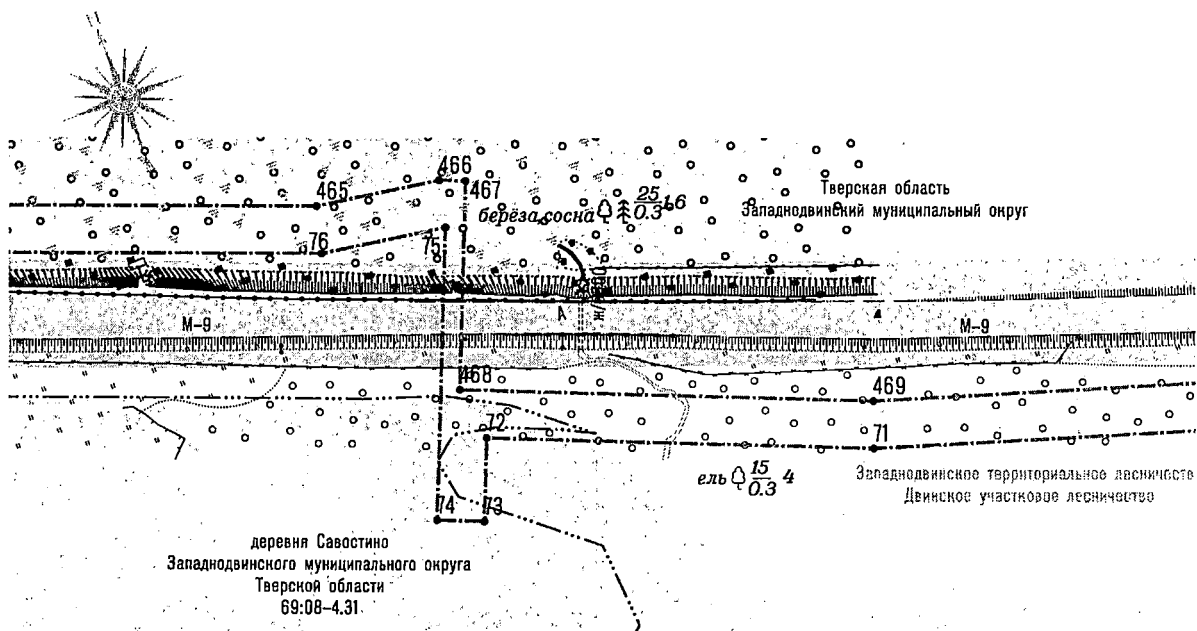 466
465
467
25
березa, сосна 0.3 16
Тверская область
Западнодвинский муниципальный округ
76
75
А
М-9
М-9
468
469
72
71
ель 15 4
0.3
Западнодвинское территориальное лесничеств
Двинское участковое лесничество
74
73
деревня Савостино
Западнодвинского муниципального округа
Тверской области
69:08-4.31